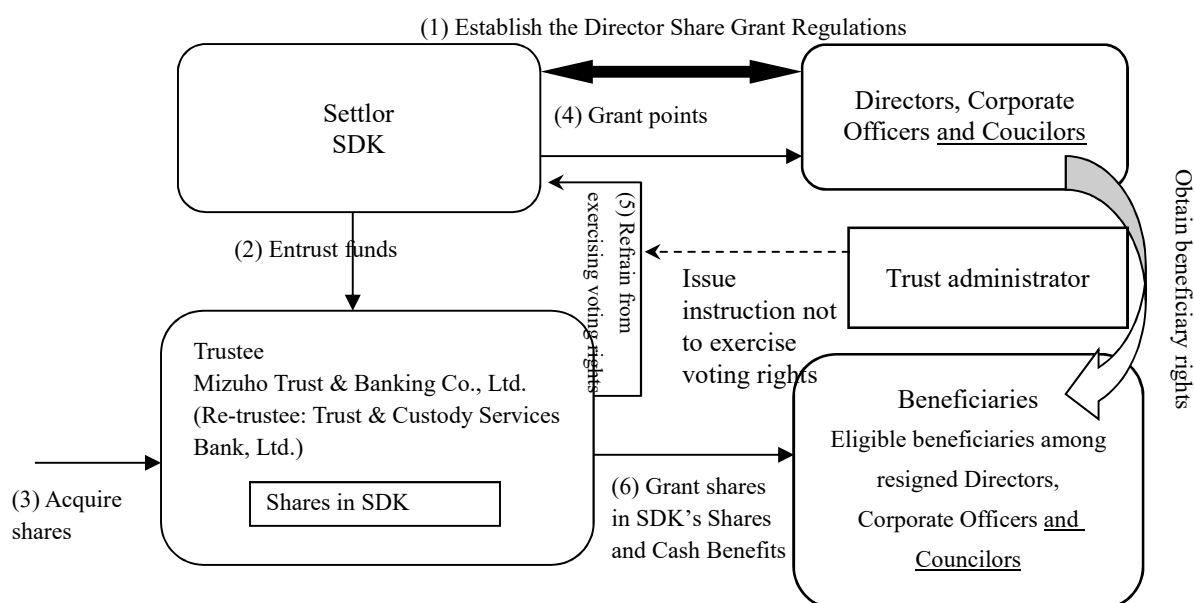 (1) Establish the Director Share Grant Regulations
Settlor
SDK
(4) Grant points
Directors, Corporate
Officers and Coucilors
(2) Entrust funds
(5) Refrain from
exercising voting rights
Issue
instruction not
to exercise
voting rights
Trust administrator
Obtain beneficiary rights
Trustee
Mizuho Trust & Banking Co., Ltd.
(Re-trustee: Trust & Custody Services
Bank, Ltd.)
Shares in SDK
(3) Acquire
shares
(6) Grant shares
in SDK’s Shares
and Cash Benefits
Beneficiaries
Eligible beneficiaries among
resigned Directors,
Corporate Officers and
Councilors